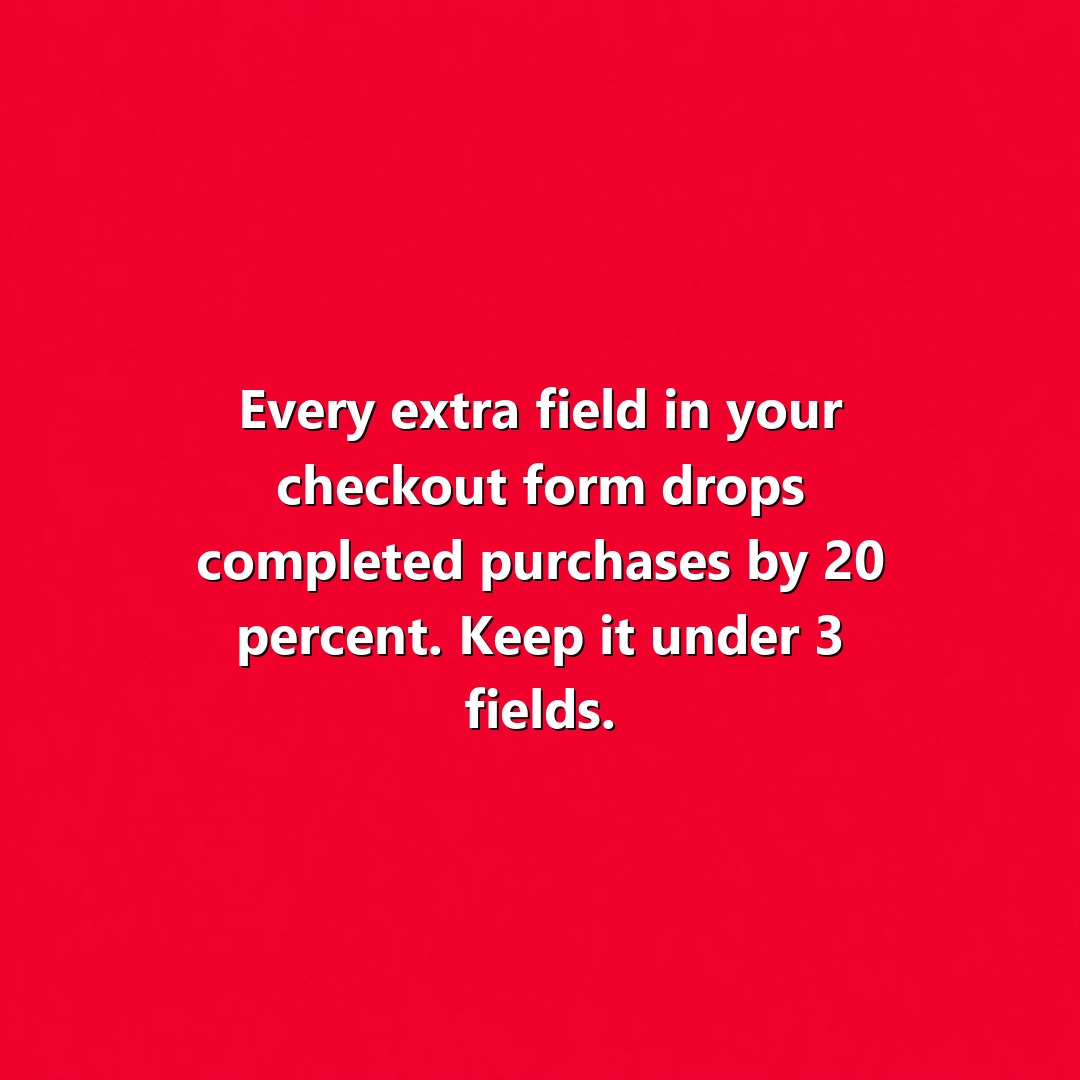 Every extra field in your
checkout form drops
completed purchases by 20
percent. Keep it under 3
fields.